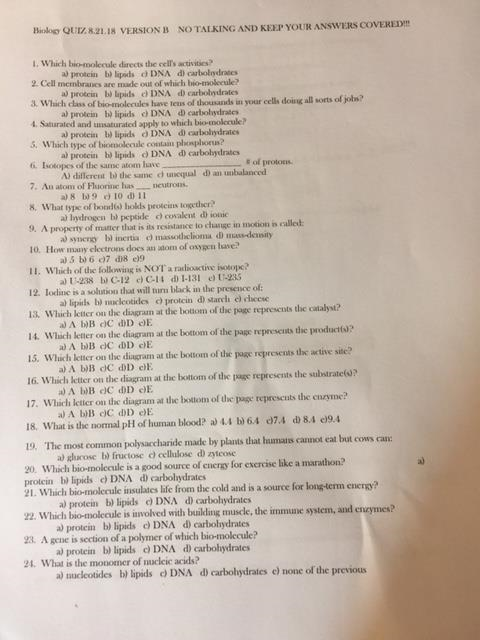 Biology QUIZ 8.21.18 VERSION B NO TALKING AND KEEP YOUR ANSWERS COVERED!!!
1. Which bio-molecule directs the cell's activities?
a) protein b) lipids c) DNA d) carbohydrates
2. Cell membranes are made out of which bio-molecule?
a) protein b) lipids c) DNA d) carbohydrates
3. Which class of bio-molecules have tens of thousands in your cells doing all sorts of jobs?
a) protein b) lipids c) DNA d) carbohydrates
4. Saturated and unsaturated apply to which bio-molecule?
a) protein b) lipids c) DNA d) carbohydrates
5. Which type of biomolecule contain phosphorus?
a) protein b) lipids c) DNA d) carbohydrates
6. Isotopes of the same atom have _______________ # of protons.
A) different b) the same c) unequal d) an unbalanced
7. An atom of Fluorine has ___ neutrons.
a) 8 b) 9 c) 10 d) 11
8. What type of bond(s) holds proteins together?
a) hydrogen b) peptide c) covalent d) ionic
9. A property of matter that is its resistance to change in motion is called:
a) synergy b) inertia c) massothelioma d) mass-density
10. How many electrons does an atom of oxygen have?
a) 5 b) 6 c)7 d)8 e)9
11. Which of the following is NOT a radioactive isotope?
a) U-238 b) C-12 c) C-14 d) I-131 e) U-235
12. Iodine is a solution that will turn black in the presence of:
a) lipids b) nucleotides c) protein d) starch e) cheese
13. Which letter on the diagram at the bottom of the page represents the catalyst?
a) A b)B c)C d)D e)E
14. Which letter on the diagram at the bottom of the page represents the product(s)?
a) A b)B c)C d)D e)E
15. Which letter on the diagram at the bottom of the page represents the active site?
a) A b)B c)C d)D e)E
16. Which letter on the diagram at the bottom of the page represents the substrate(s)?
a) A b)B c)C d)D e)E
17. Which letter on the diagram at the bottom of the page represents the enzyme?
a) A b)B c)C d)D e)E
18. What is the normal pH of human blood? a) 4.4 b) 6.4 c)7.4 d) 8.4 e)9.4
19. The most common polysaccharide made by plants that humans cannot eat but cows can:
a) glucose b) fructose c) cellulose d) zytcose
20. Which bio-molecule is a good source of energy for exercise like a marathon? a)
protein b) lipids c) DNA d) carbohydrates
21. Which bio-molecule insulates life from the cold and is a source for long-term energy?
a) protein b) lipids c) DNA d) carbohydrates
22. Which bio-molecule is involved with building muscle, the immune system, and enzymes?
a) protein b) lipids c) DNA d) carbohydrates
23. A gene is section of a polymer of which bio-molecule?
a) protein b) lipids c) DNA d) carbohydrates
24. What is the monomer of nucleic acids?
a) nucleotides b) lipids c) DNA d) carbohydrates e) none of the previous